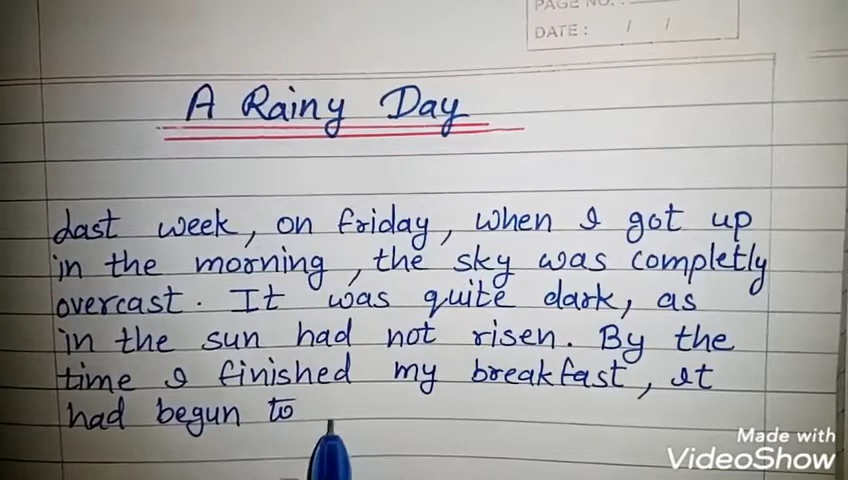 PAGE NO. :
DATE : / /
A Rainy Day
Last week, on friday, when I got up
in the morning, the sky was completly
overcast. It was quite dark, as
in the sun had not risen. By the
time I finished my breakfast, It
had begun to
Made with
VideoShow